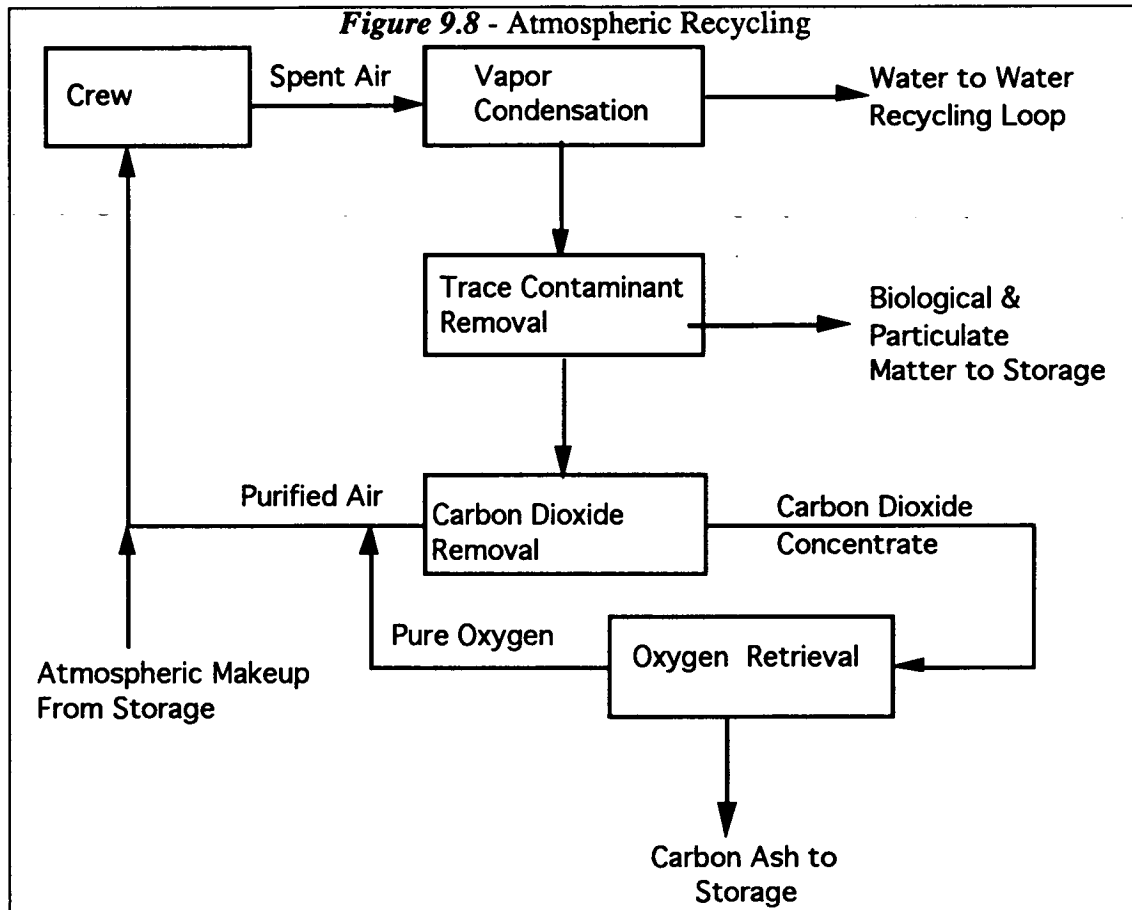 Figure 9.8 - Atmospheric Recycling
Crew
Spent Air
Vapor
Condensation
Water to Water
Recycling Loop
Trace Contaminant
Removal
Biological &
Particulate
Matter to Storage
Purified Air
Carbon Dioxide
Removal
Carbon Dioxide
Concentrate
Pure Oxygen
Oxygen Retrieval
Atmospheric Makeup
From Storage
Carbon Ash to
Storage